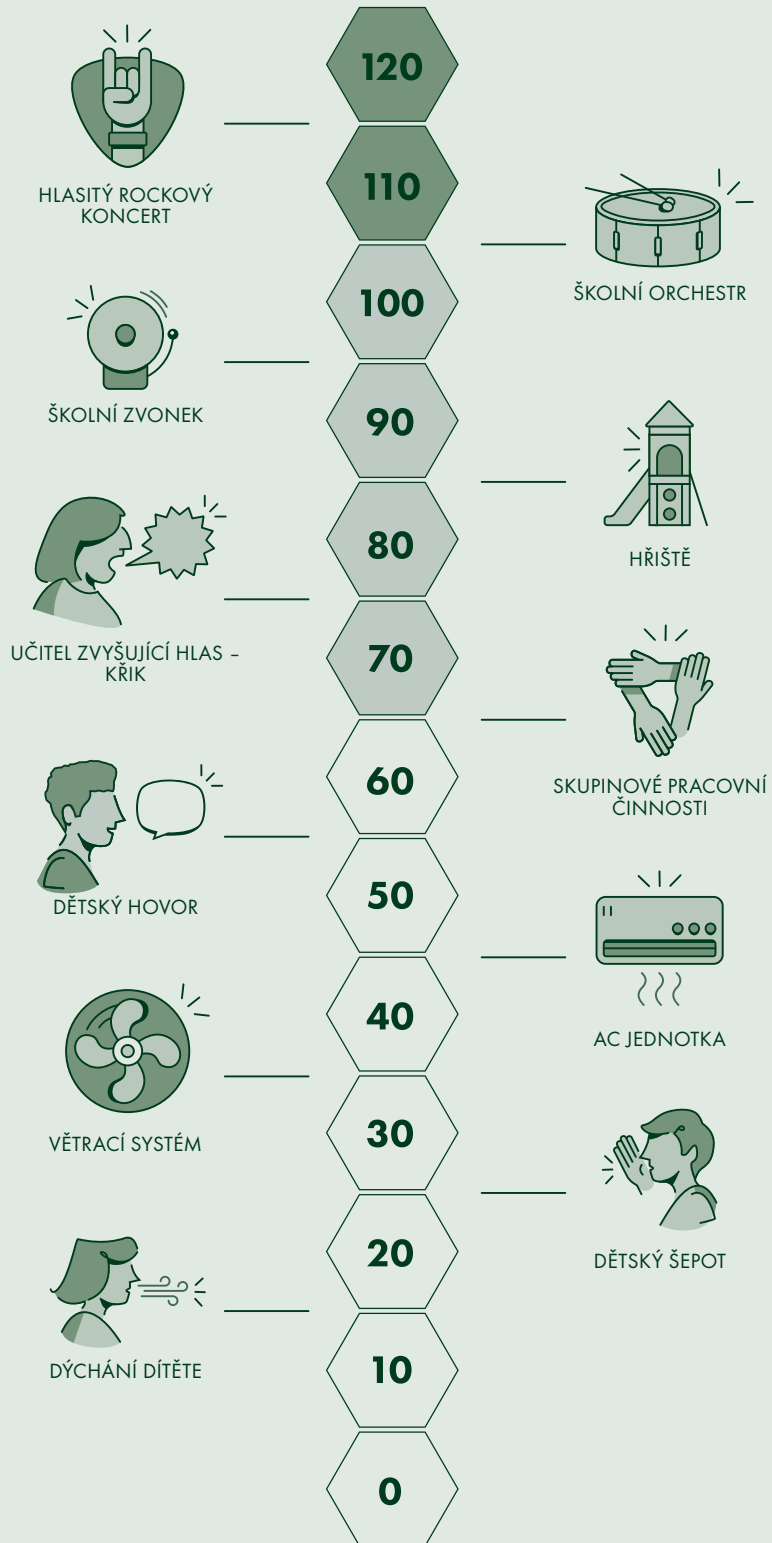 120
HLASITÝ ROCKOVÝ
KONCERT
110
ŠKOLNÍ ORCHESTR
100
ŠKOLNÍ ZVONEK
90
HŘIŠTĚ
80
UČITEL ZVYŠUJÍCÍ HLAS –
KŘIK
70
SKUPINOVÉ PRACOVNÍ
ČINNOSTI
60
DĚTSKÝ HOVOR
50
AC JEDNOTKA
40
VĚTRACÍ SYSTÉM
30
DĚTSKÝ ŠEPOT
20
DÝCHÁNÍ DÍTĚTE
10
0